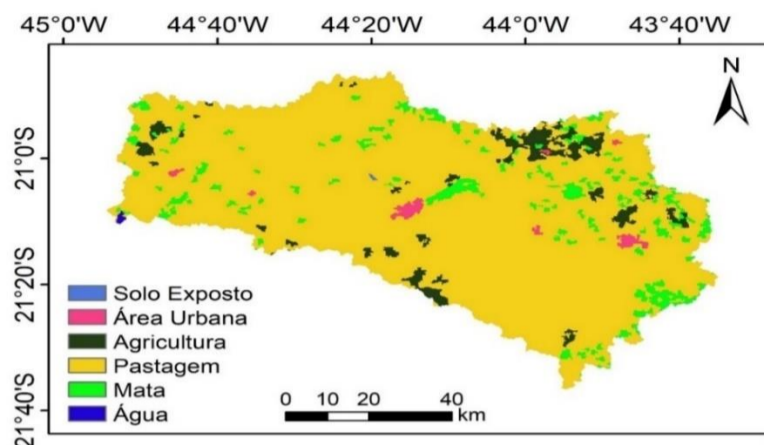 45°0'W 44°40'W 44°20'W 44°0'W 43°40'W
N
21°0'S
21°20'S
21°40'S
Solo Exposto
Área Urbana
Agricultura
Pastagem
Mata
Água
0 10 20 40
km